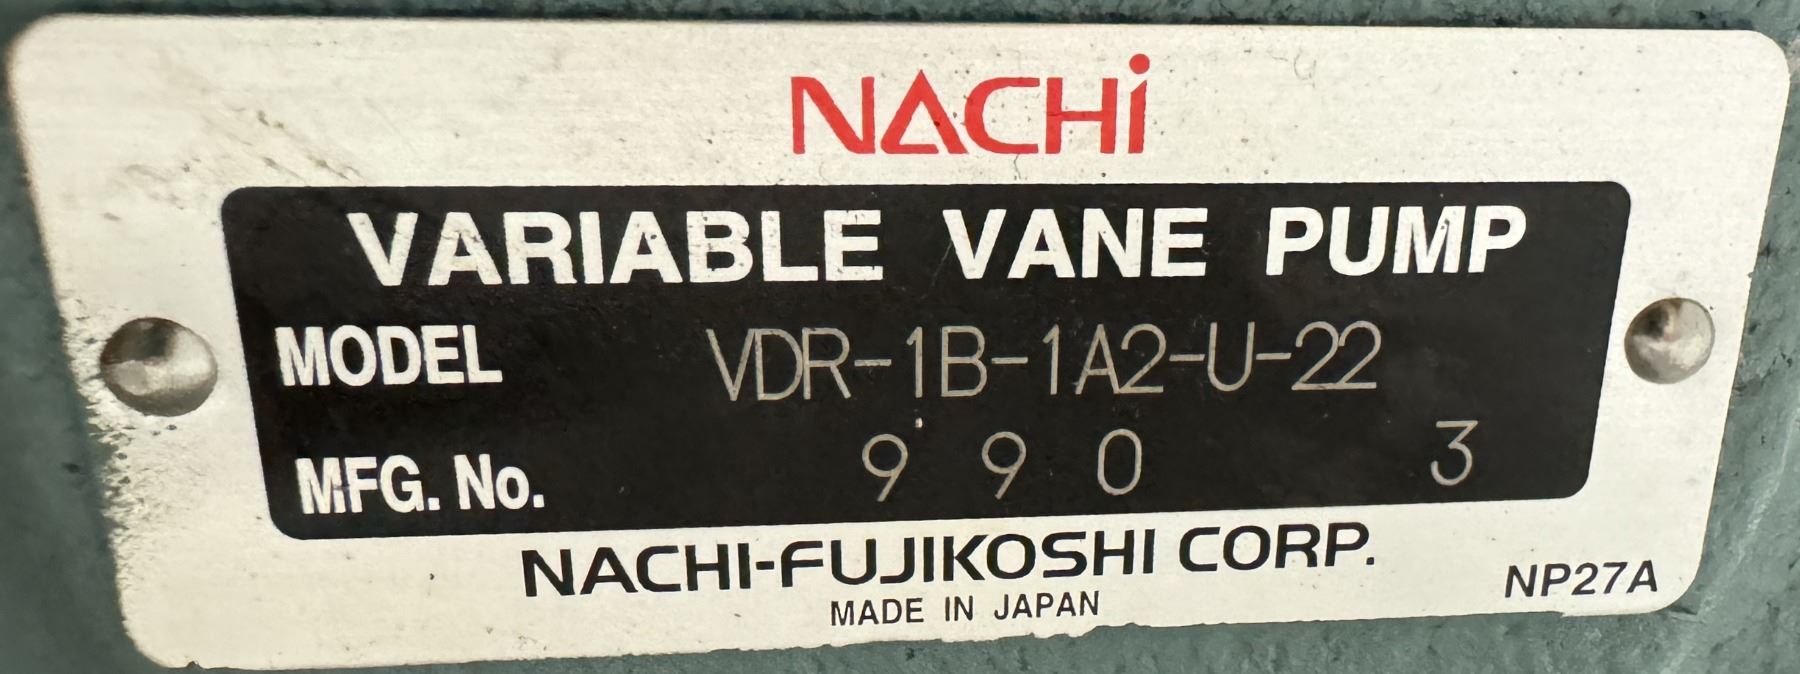 NACHi
VARIABLE VANE PUMP
MODEL VDR-1B-1A2-U-22
MFG. No. 9 9 0 3
NACHI-FUJIKOSHI CORP.
MADE IN JAPAN
NP27A